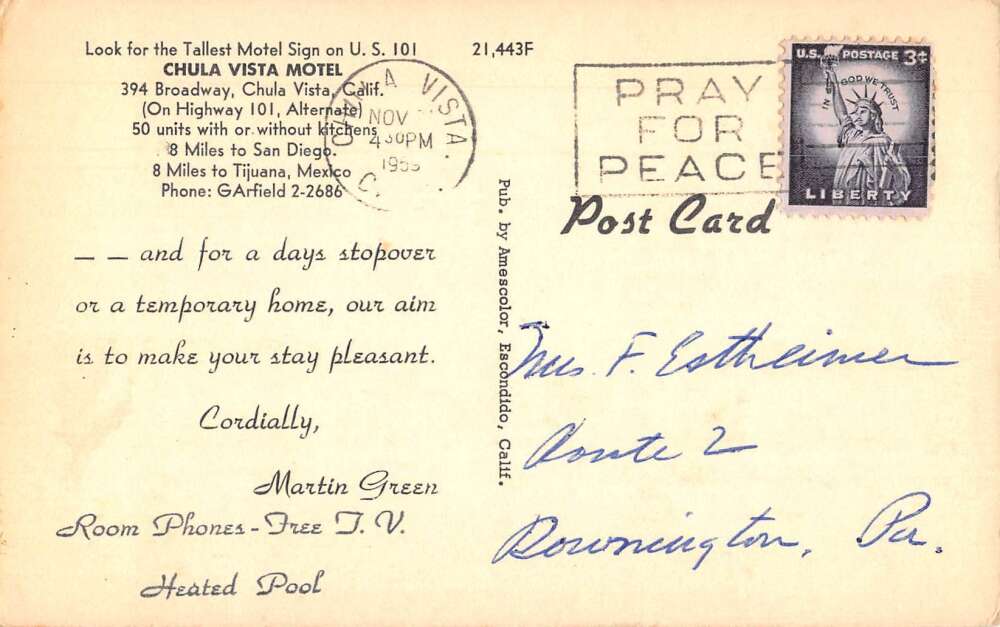 Look for the Tallest Motel Sign on U. S. 101
21,443F
CHULA VISTA MOTEL
394 Broadway, Chula Vista, Calif.
(On Highway 101, Alternate)
50 units with or without kitchens
8 Miles to San Diego.
8 Miles to Tijuana, Mexico
Phone: GArfield 2-2686
— — and for a days stopover
or a temporary home, our aim
is to make your stay pleasant.
Cordially,
Martin Green
Room Phones - Free T. V.
Heated Pool
Pub. by Amescolor, Escondido, Calif.
CHULA VISTA.
NOV
4 30 PM
PRAY
FOR
PEACE
U.S. POSTAGE 3¢
IN GOD WE TRUST
LIBERTY
Post Card
Mrs. F. Estheimer
Route 2
Downington, Pa.